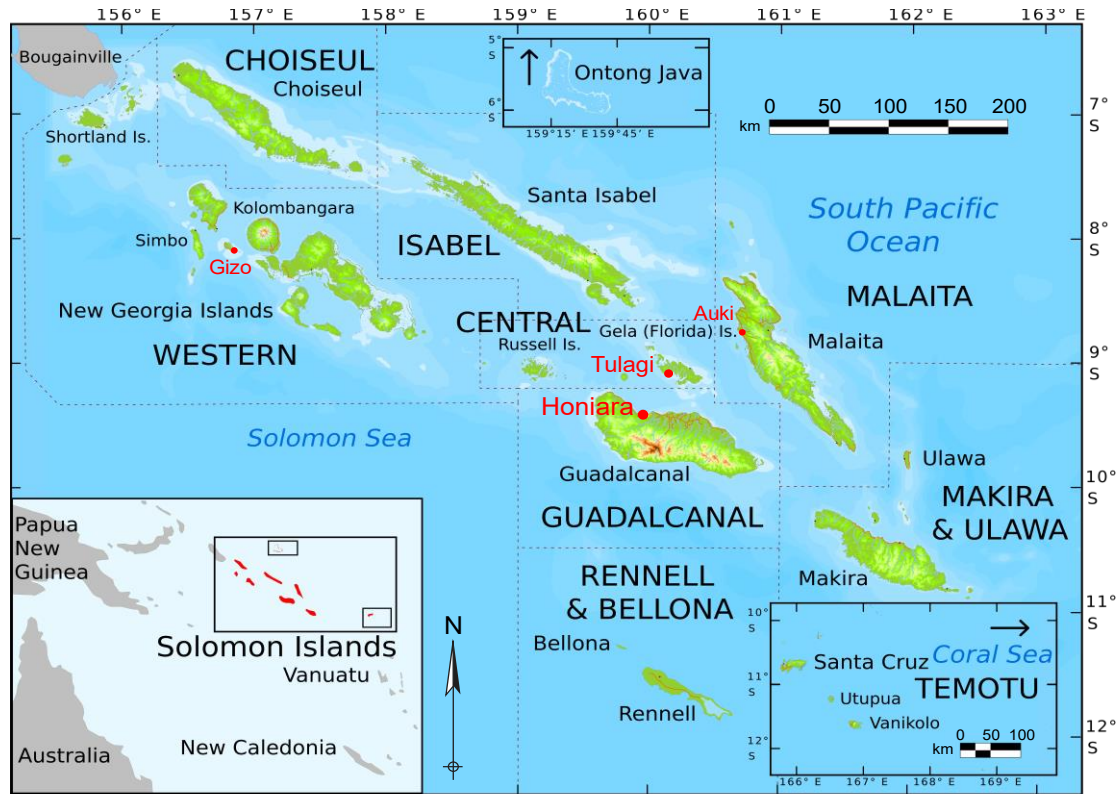 156° E
157° E
158° E
159° E
160° E
161° E
162° E
163° E
Bougainville
CHOISEUL
Choiseul
5°
S
Ontong Java
6°
S
159°15′ E
159°45′ E
0 50 100 150 200
km
7°
S
Shortland Is.
Santa Isabel
South Pacific
Ocean
Kolombangara
Simbo
Gizo
ISABEL
8°
S
MALAITA
New Georgia Islands
WESTERN
CENTRAL
Russell Is.
Gela (Florida) Is.
Auki
Malaita
Tulagi
9°
S
Honiara
Solomon Sea
Guadalcanal
GUADALCANAL
Ulawa
10°
S
MAKIRA
& ULAWA
Makira
RENNELL
& BELLONA
Bellona
Rennell
11°
S
12°
S
Papua
New
Guinea
Solomon Islands
Vanuatu
New Caledonia
Australia
N
10°
S
Coral Sea
Santa Cruz
TEMOTU
11°
S
Utupua
Vanikolo
0 50 100
km
12°
S
166° E
167° E
168° E
169° E